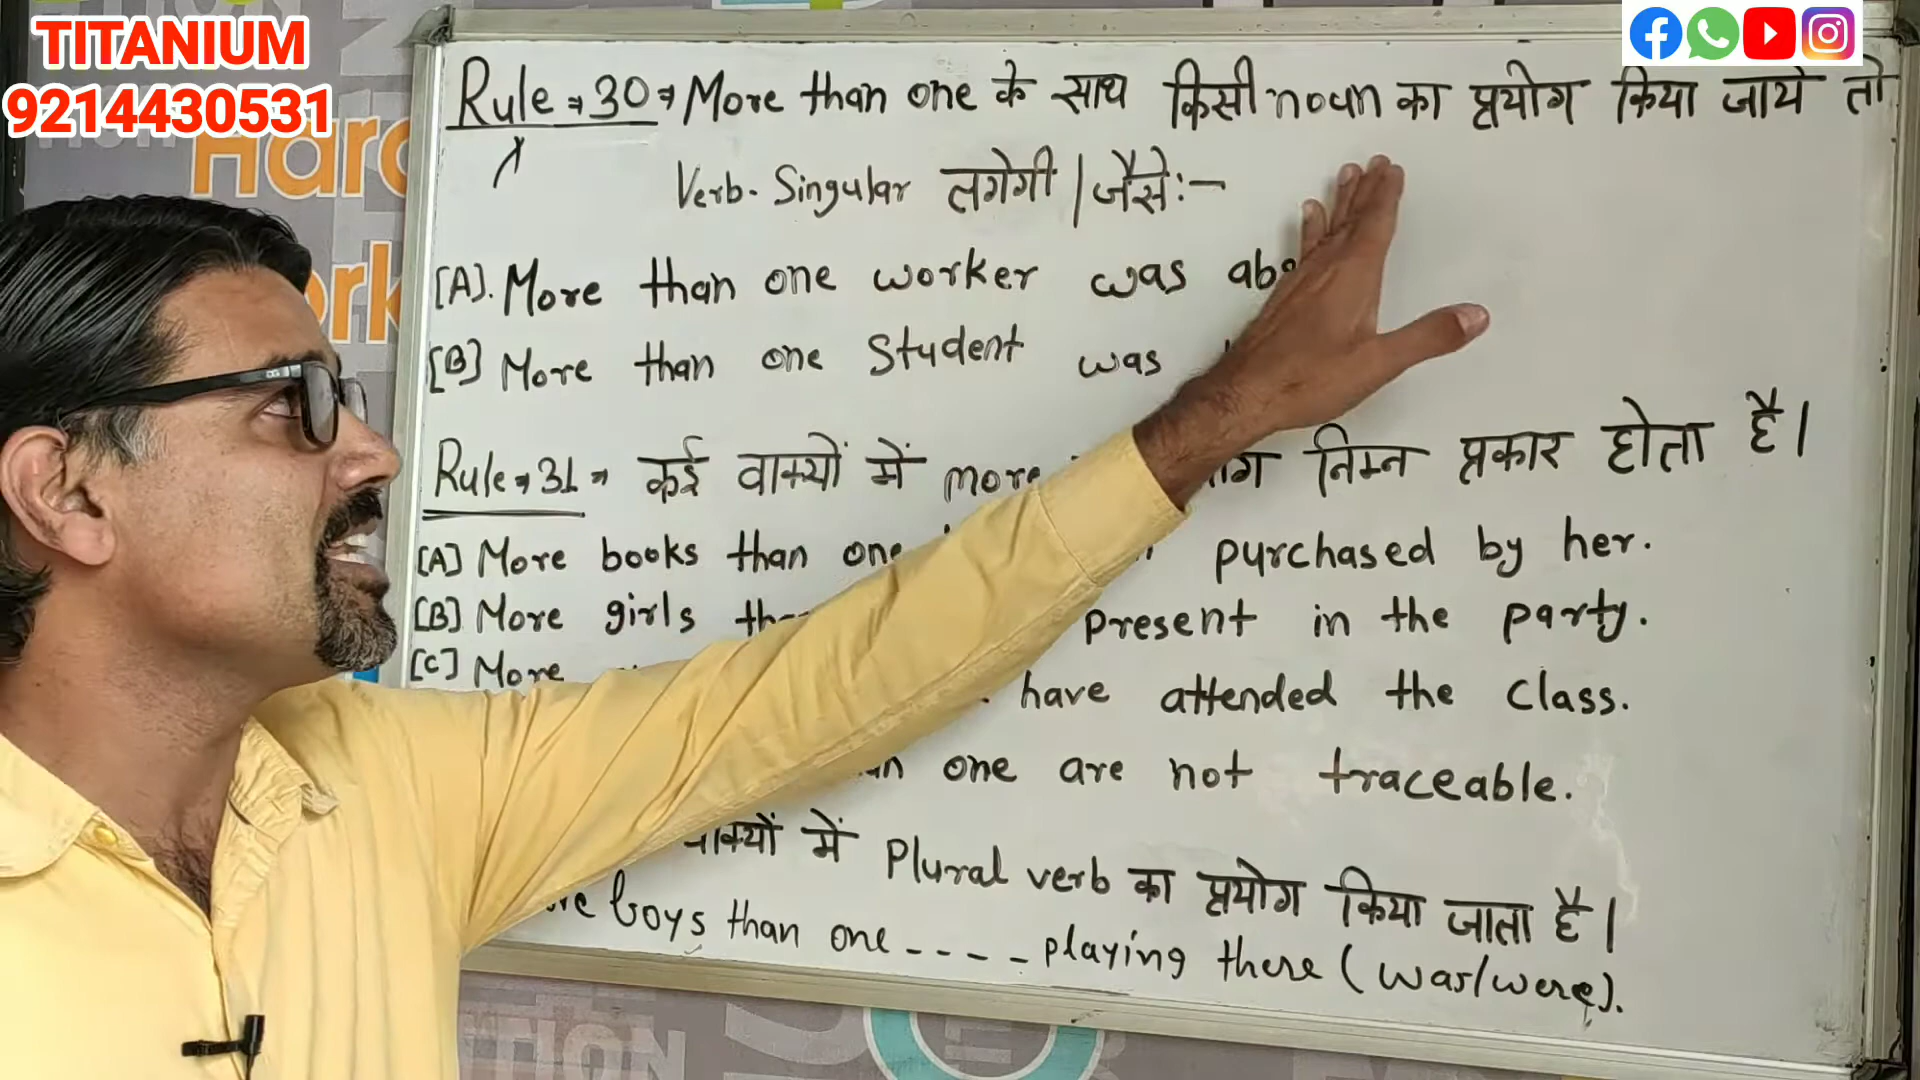 TITANIUM
9214430531
Rule ⇒ 30 ⇒ More than one के साथ किसी noun का प्रयोग किया जाये तो
Verb- Singular लगेगी | जैसे:-
[A]. More than one worker was
[B] More than one Student was
Rule ⇒ 31 ⇒ कई वाक्यों में more निम्न प्रकार होता है।
[A] More books than one purchased by her.
[B] More girls present in the party.
[C] More have attended the class.
one are not traceable.
में Plural verb का प्रयोग किया जाता है।
boys than one - - - - playing there (was/were).